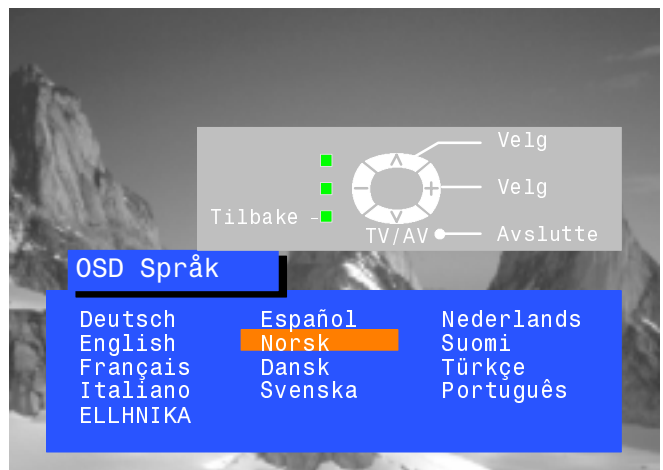 Velg
Velg
Tilbake
TV/AV
Avslutte
OSD Språk
Deutsch Español Nederlands
English Norsk Suomi
Français Dansk Türkçe
Italiano Svenska Português
ELLHNIKA